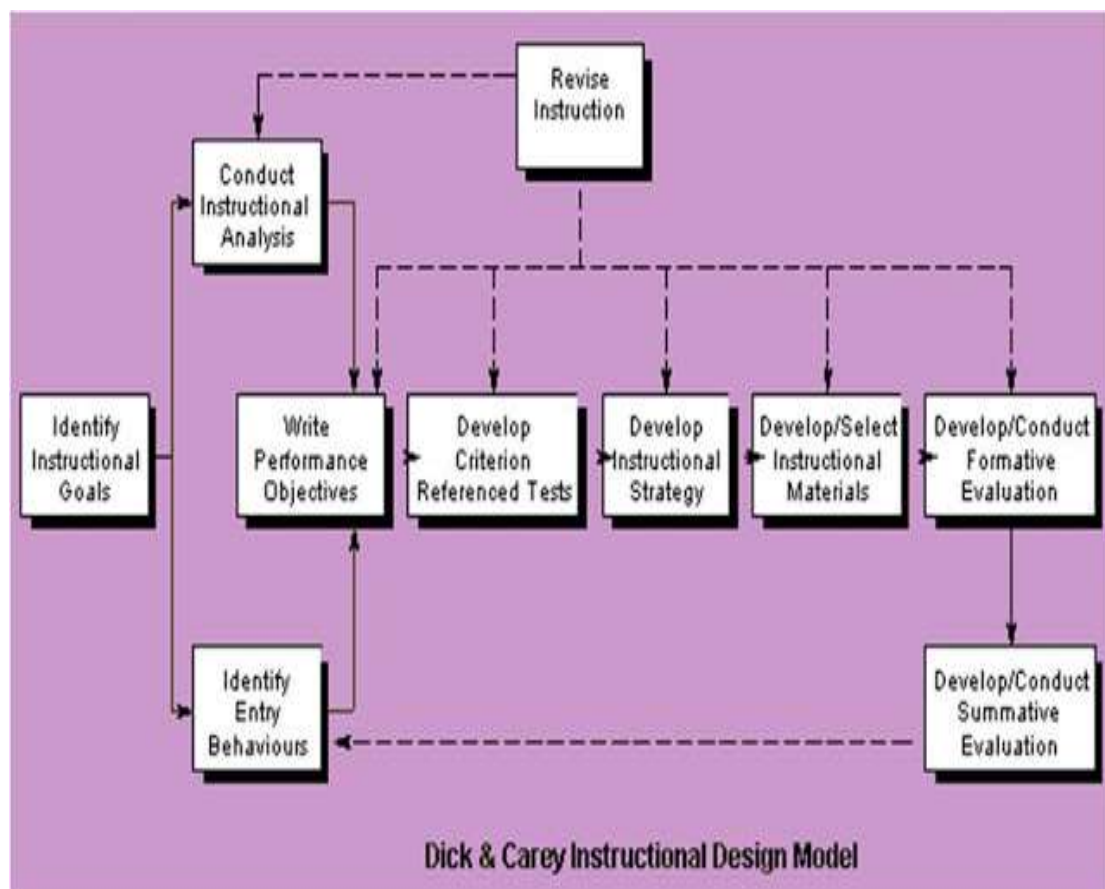 Revise
Instruction
Conduct
Instructional
Analysis
Identify
Instructional
Goals
Write
Performance
Objectives
Develop
Criterion
Referenced Tests
Develop
Instructional
Strategy
Develop/Select
Instructional
Materials
Develop/Conduct
Formative
Evaluation
Identify
Entry
Behaviours
Develop/Conduct
Summative
Evaluation
Dick & Carey Instructional Design Model